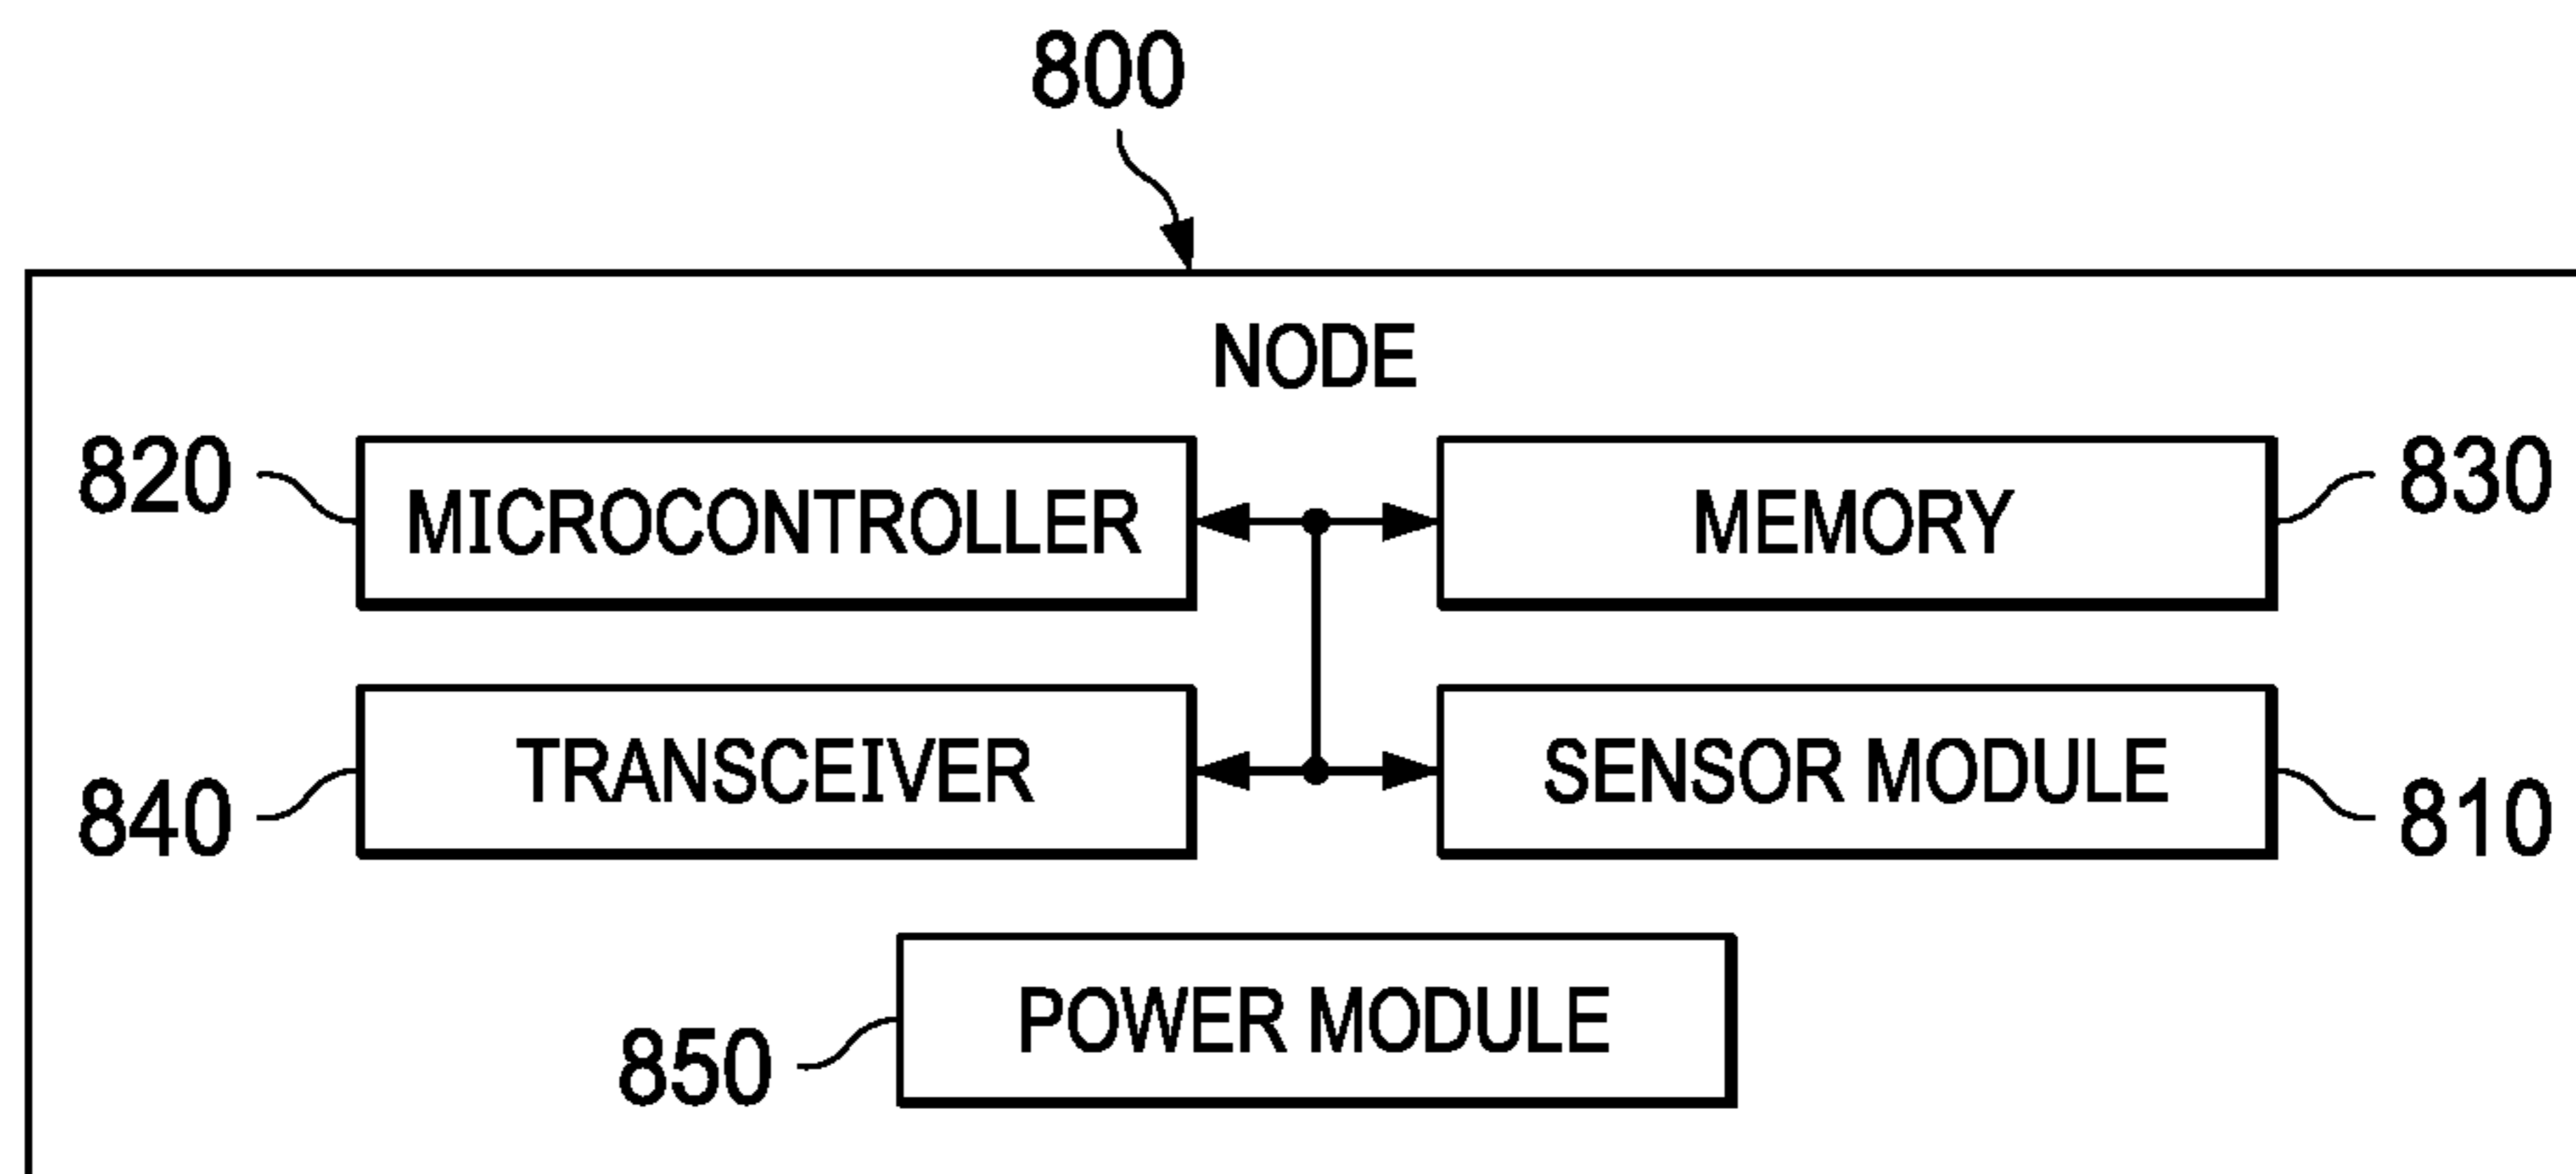 800
NODE
820 MICROCONTROLLER MEMORY 830
840 TRANSCEIVER SENSOR MODULE 810
850 POWER MODULE